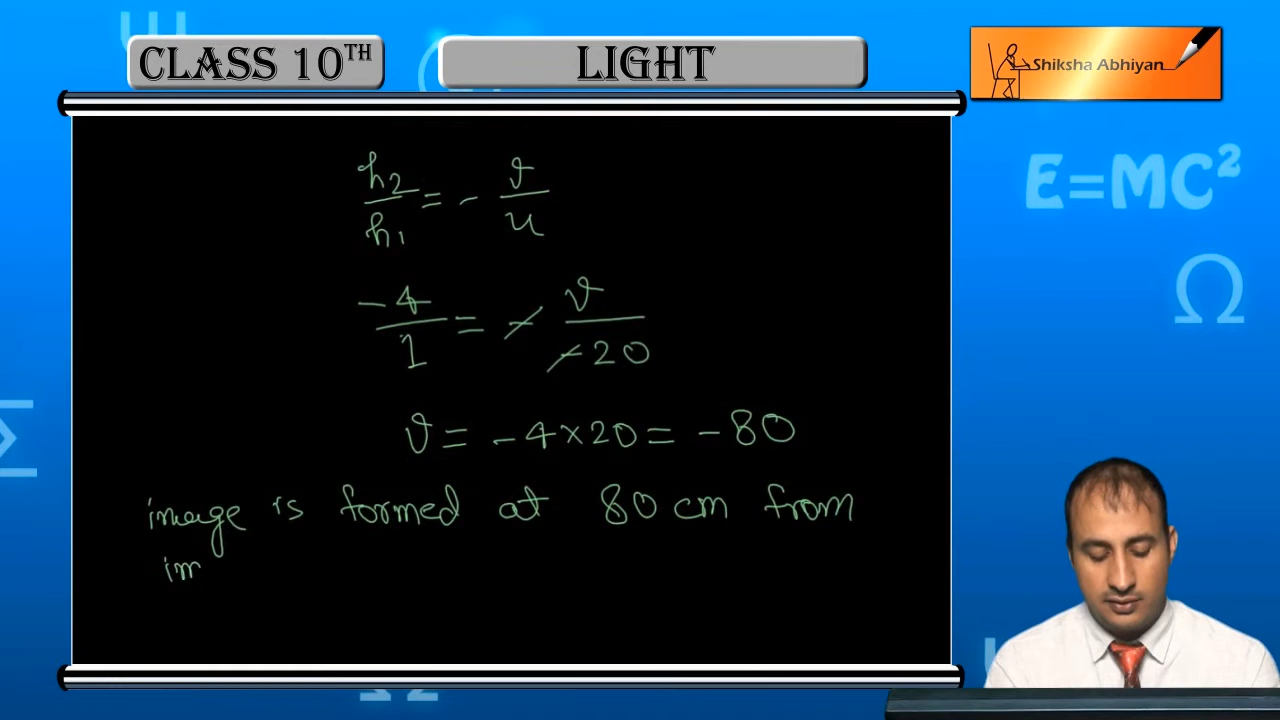 CLASS 10TH
LIGHT
Shiksha Abhiyan
E=MC²
Ω
Σ
h2/h1 = - v/u
-4/1 = - v/-20
v = -4×20 = -80
image is formed at 80 cm from
im